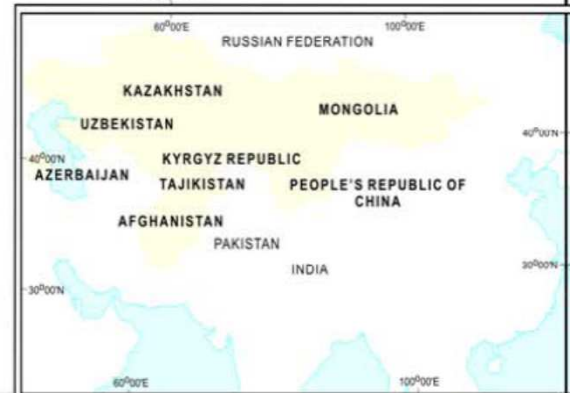 60°00'E 100°00'E
RUSSIAN FEDERATION
KAZAKHSTAN
MONGOLIA
UZBEKISTAN
40°00'N
KYRGYZ REPUBLIC
40°00'N
AZERBAIJAN
TAJIKISTAN
PEOPLE'S REPUBLIC OF
CHINA
AFGHANISTAN
PAKISTAN
INDIA
30°00'N
30°00'N
60°00'E 100°00'E